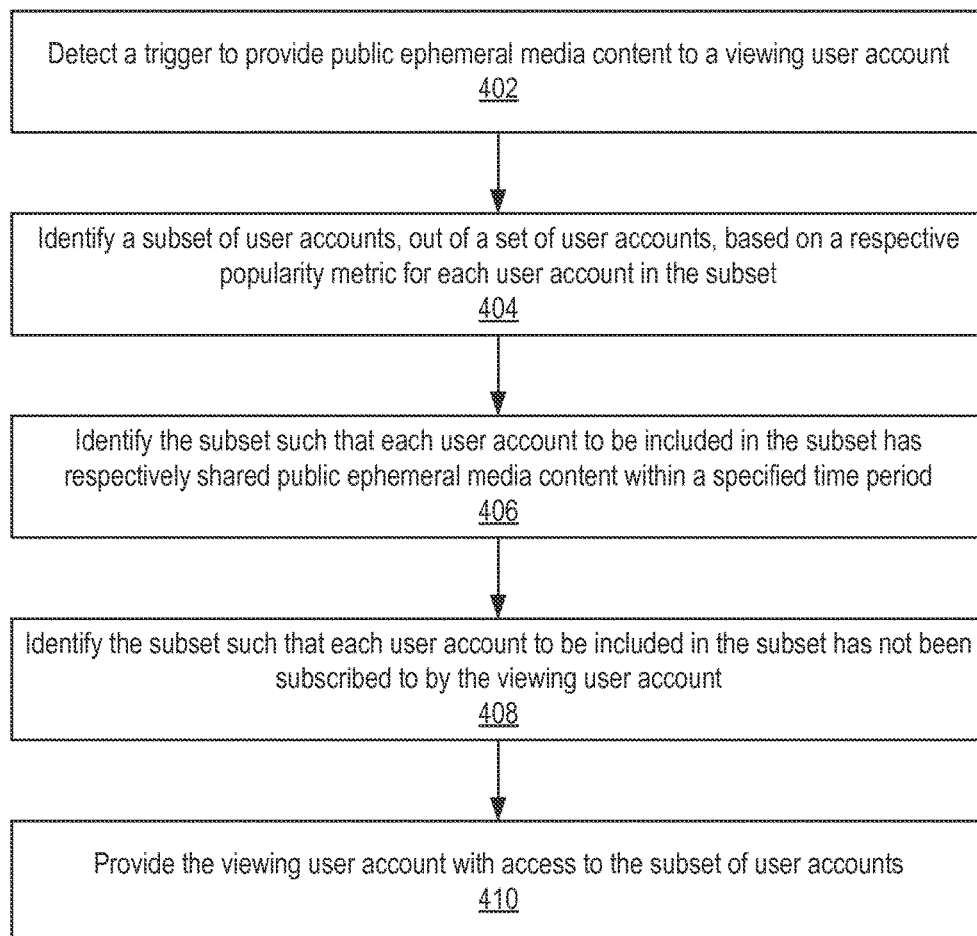 Detect a trigger to provide public ephemeral media content to a viewing user account
402
Identify a subset of user accounts, out of a set of user accounts, based on a respective
popularity metric for each user account in the subset
404
Identify the subset such that each user account to be included in the subset has
respectively shared public ephemeral media content within a specified time period
406
Identify the subset such that each user account to be included in the subset has not been
subscribed to by the viewing user account
408
Provide the viewing user account with access to the subset of user accounts
410